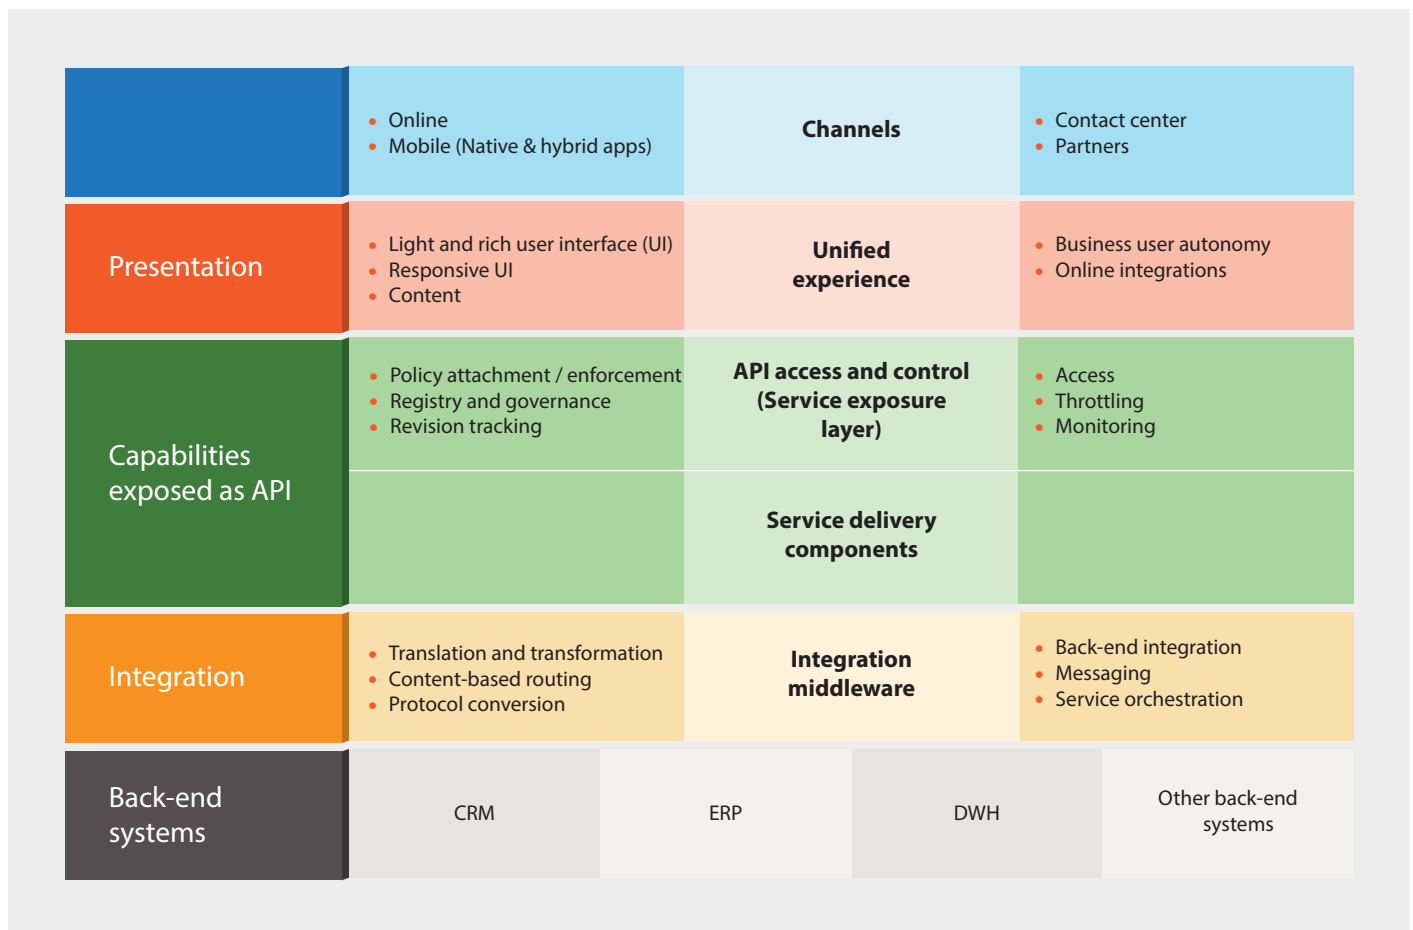 • Online
• Mobile (Native & hybrid apps)
Channels
• Contact center
• Partners
Presentation
• Light and rich user interface (UI)
• Responsive UI
• Content
Unified
experience
• Business user autonomy
• Online integrations
Capabilities
exposed as API
• Policy attachment / enforcement
• Registry and governance
• Revision tracking
API access and control
(Service exposure
layer)
• Access
• Throttling
• Monitoring
Service delivery
components
Integration
• Translation and transformation
• Content-based routing
• Protocol conversion
Integration
middleware
• Back-end integration
• Messaging
• Service orchestration
Back-end
systems
CRM
ERP
DWH
Other back-end
systems